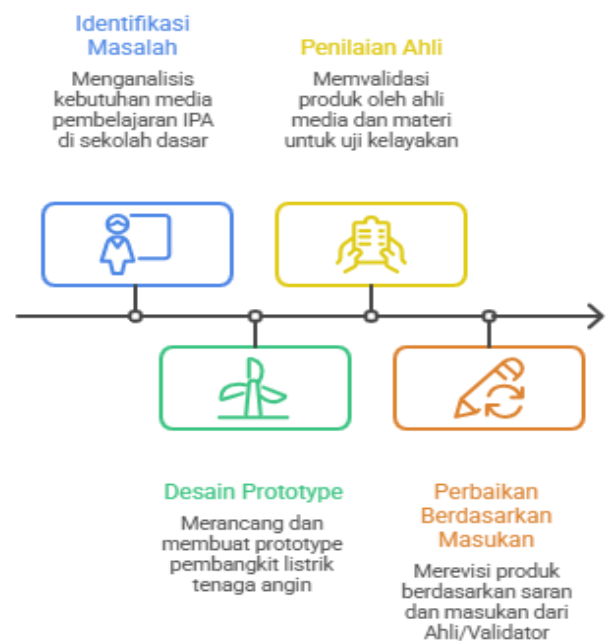 Identifikasi
Masalah
Menganalisis
kebutuhan media
pembelajaran IPA
di sekolah dasar
Penilaian Ahli
Memvalidasi
produk oleh ahli
media dan materi
untuk uji kelayakan
Desain Prototype
Merancang dan
membuat prototype
pembangkit listrik
tenaga angin
Perbaikan
Berdasarkan
Masukan
Merevisi produk
berdasarkan saran
dan masukan dari
Ahli/Validator